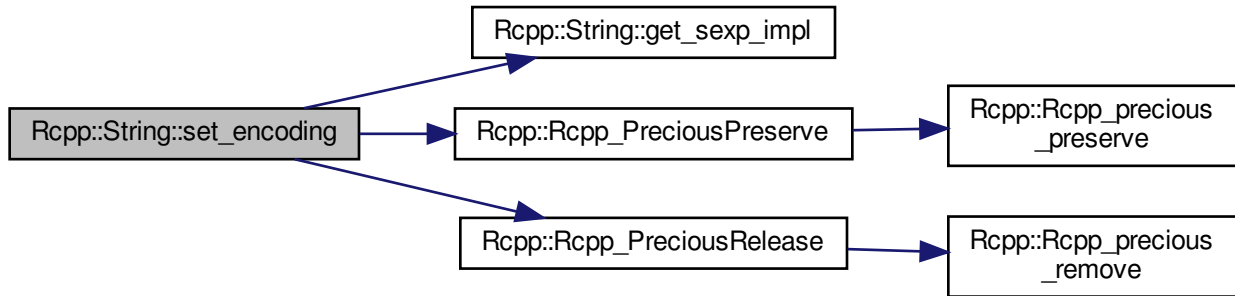 Rcpp::String::get_sexp_impl
Rcpp::String::set_encoding
Rcpp::Rcpp_PreciousPreserve
Rcpp::Rcpp_precious
_preserve
Rcpp::Rcpp_PreciousRelease
Rcpp::Rcpp_precious
_remove